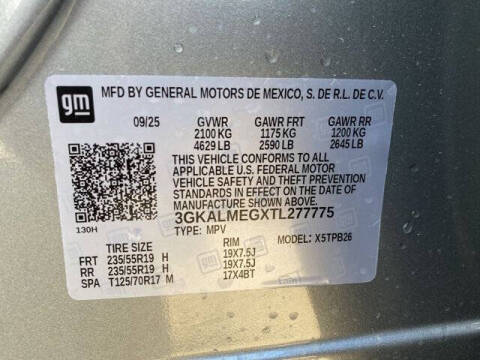 gm
MFD BY GENERAL MOTORS DE MEXICO, S. DE R.L. DE C.V.
09/25 GVWR GAWR FRT GAWR RR
2100 KG 1175 KG 1200 KG
4629 LB 2590 LB 2645 LB
THIS VEHICLE CONFORMS TO ALL
APPLICABLE U.S. FEDERAL MOTOR
VEHICLE SAFETY AND THEFT PREVENTION
STANDARDS IN EFFECT ON THE DATE OF
MANUFACTURE SHOWN ABOVE.
3GKALMEGXTL277775
130H TYPE: MPV MODEL: X5TPB26
TIRE SIZE RIM
FRT 235/55R19 H 19X7.5J
RR 235/55R19 H 19X7.5J
SPA T125/70R17 M 17X4BT